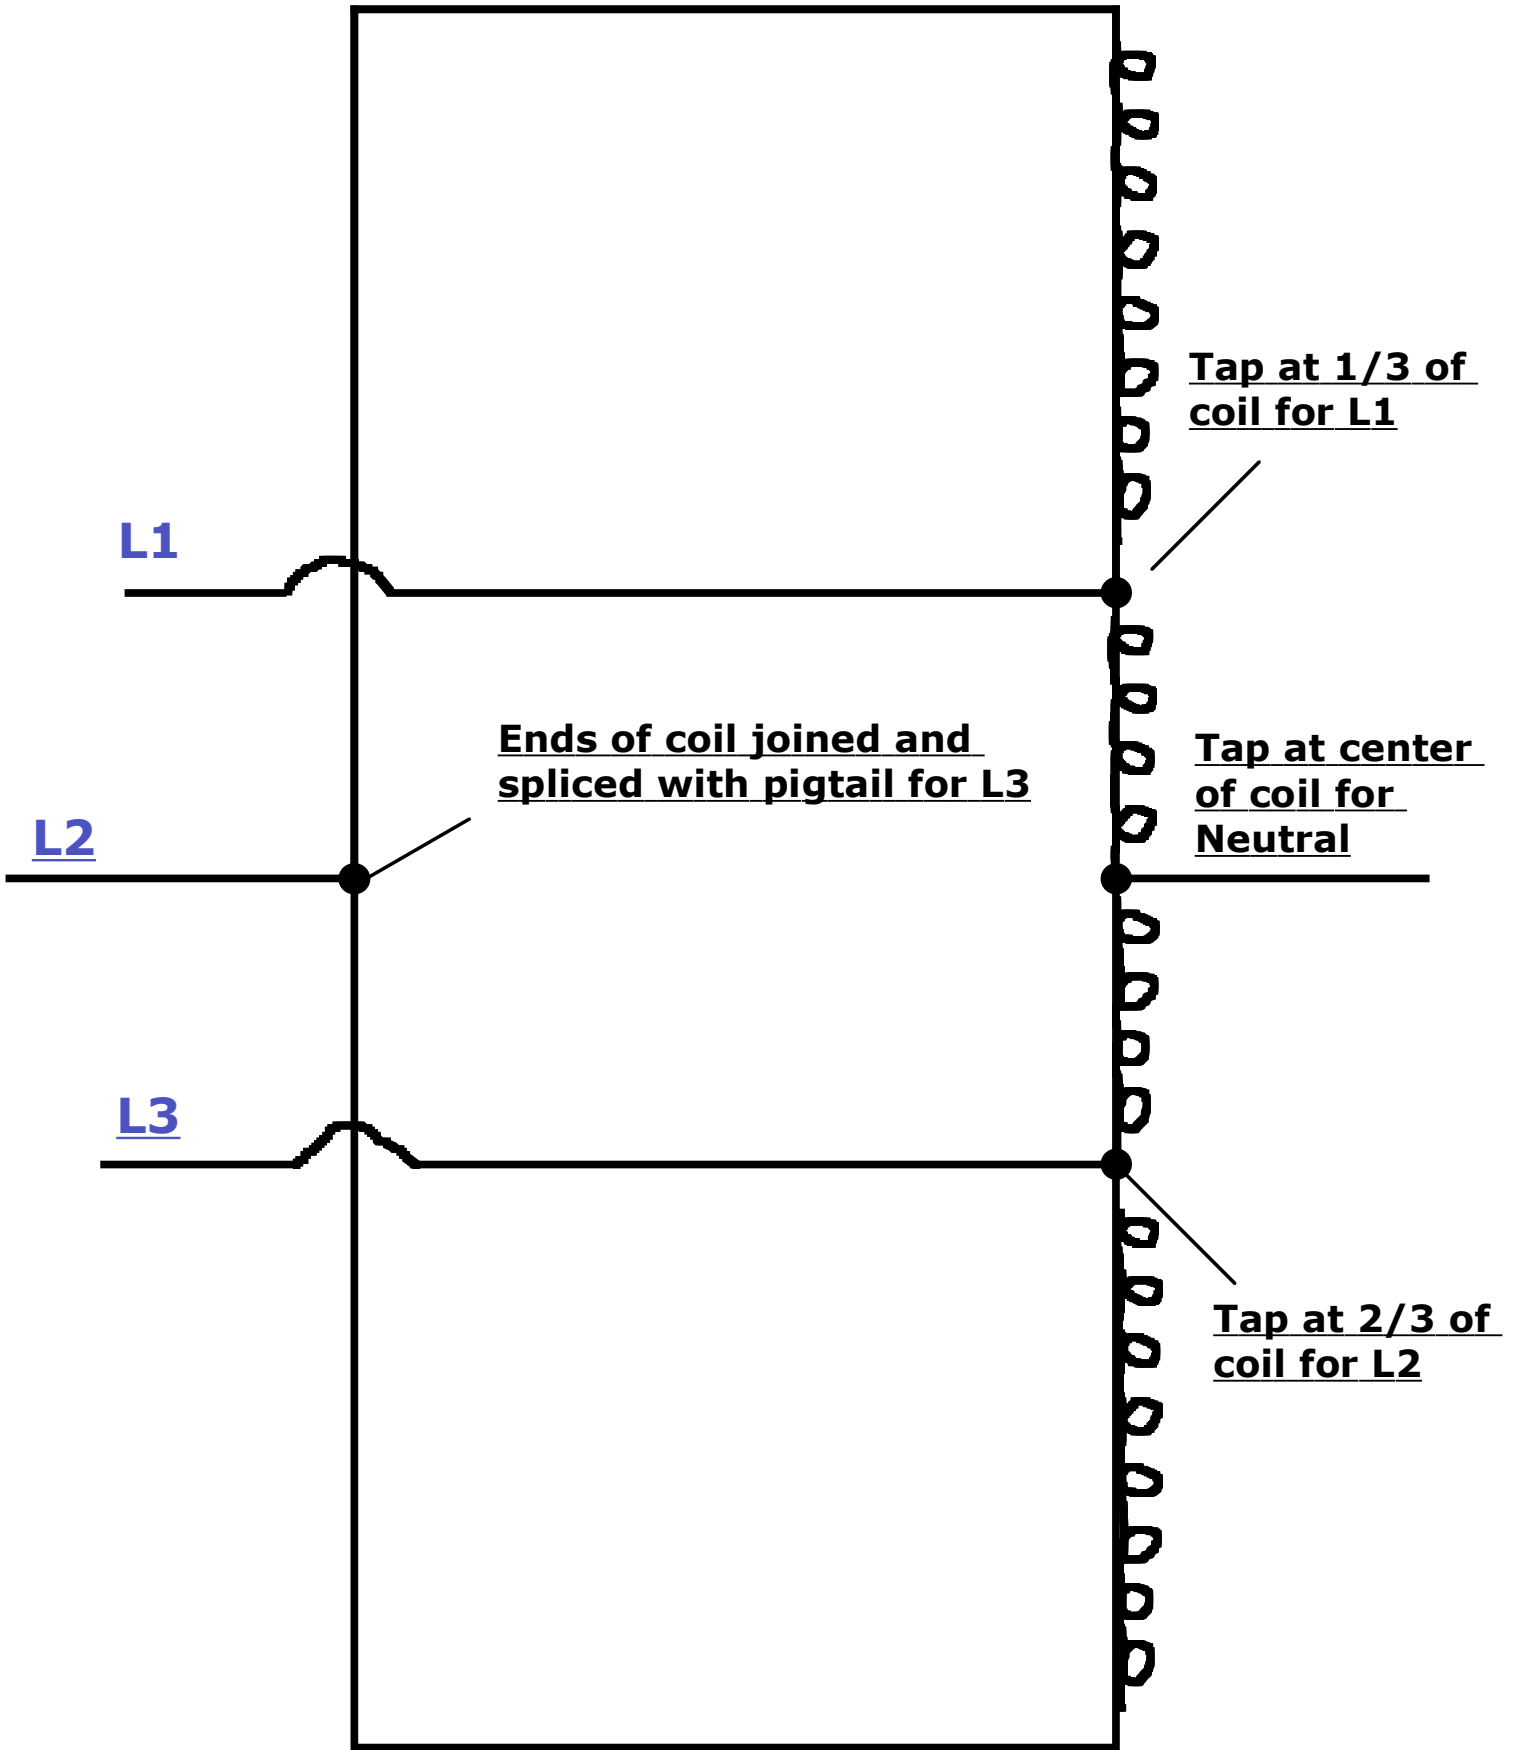 Tap at 1/3 of
coil for L1
L1
Ends of coil joined and
spliced with pigtail for L3
Tap at center
of coil for
Neutral
L2
L3
Tap at 2/3 of
coil for L2